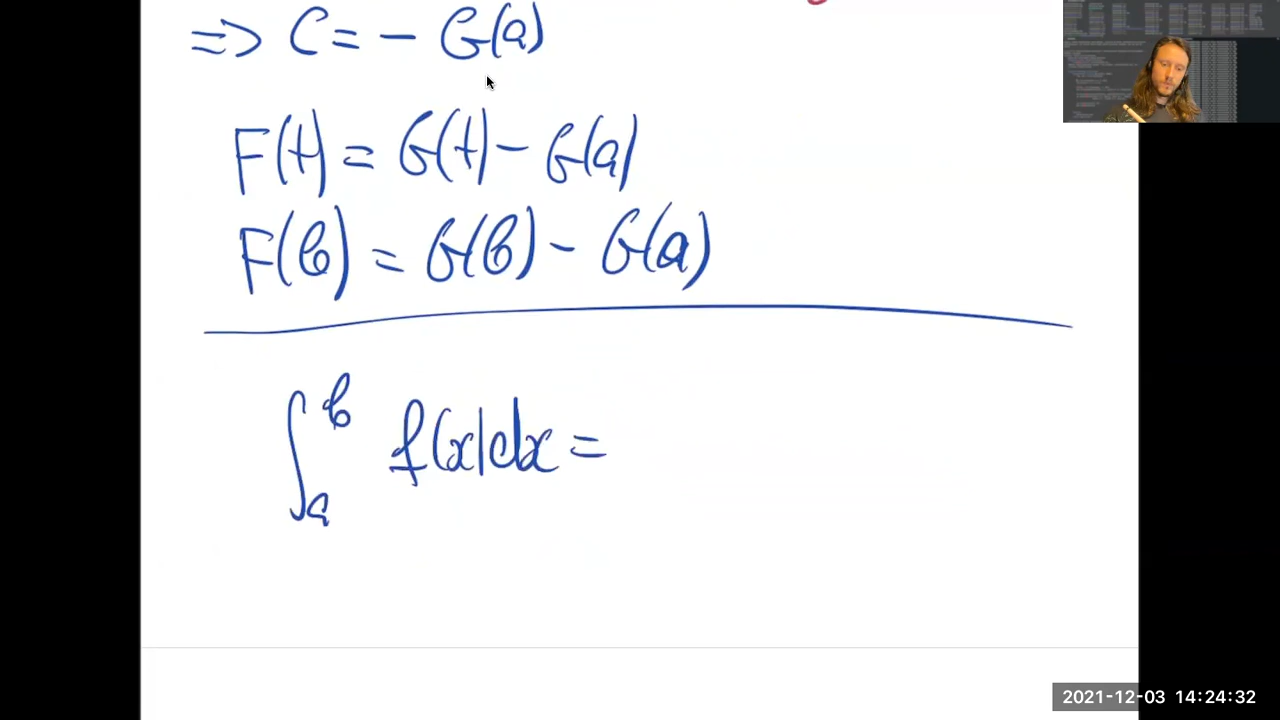 => C = - G(a)
F(t) = G(t) - G(a)
F(b) = G(b) - G(a)
∫_a^b f(x)dx =
2021-12-03 14:24:32